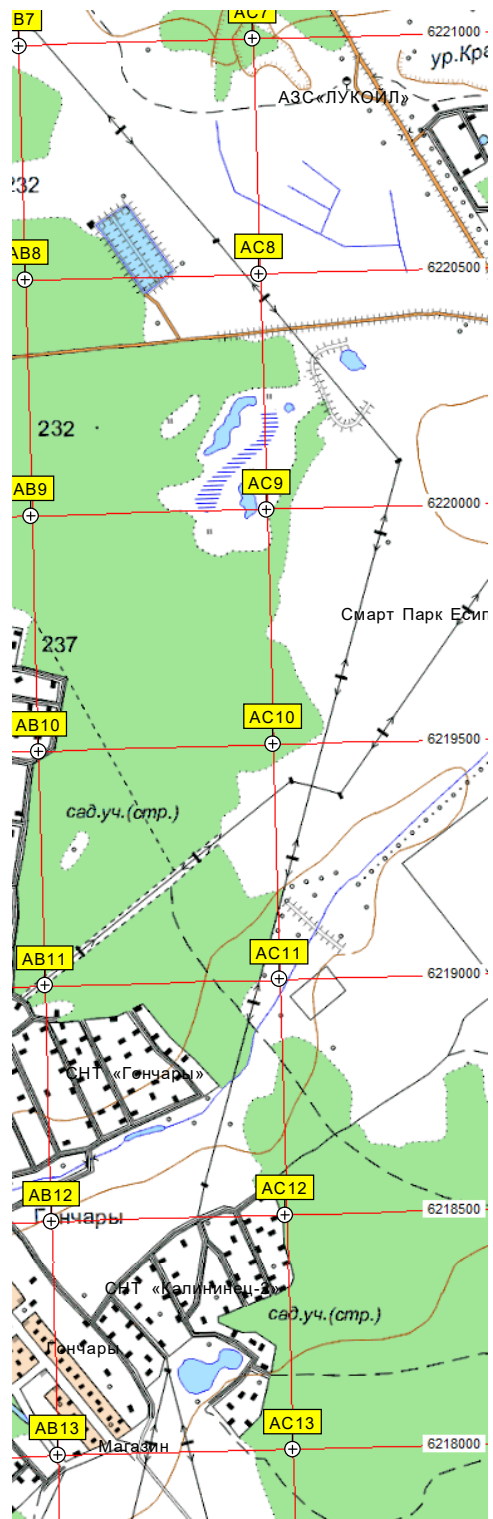 B7
AC7
6221000
ур.Кра
АЗС«ЛУКОЙЛ»
232
AB8
AC8
6220500
232
AB9
AC9
6220000
Смарт Парк Есип
237
AB10
AC10
6219500
сад.уч.(стр.)
AB11
AC11
6219000
СНТ «Гончары»
AB12
AC12
6218500
Гончары
СНТ «Калининец-2»
сад.уч.(стр.)
Гончары
AB13
AC13
6218000
Магазин